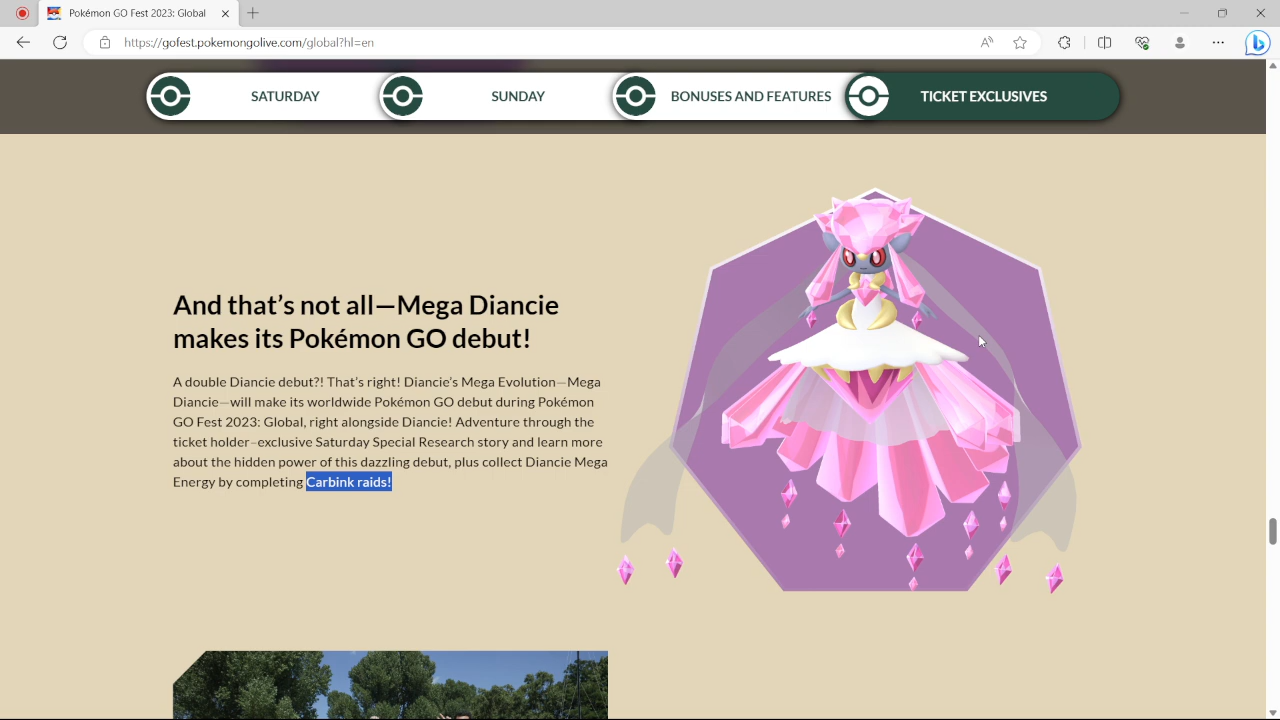 Pokémon GO Fest 2023: Global
https://gofest.pokemongolive.com/global?hl=en
SATURDAY
SUNDAY
BONUSES AND FEATURES
TICKET EXCLUSIVES
And that's not all—Mega Diancie
makes its Pokémon GO debut!
A double Diancie debut?! That's right! Diancie's Mega Evolution—Mega
Diancie—will make its worldwide Pokémon GO debut during Pokémon
GO Fest 2023: Global, right alongside Diancie! Adventure through the
ticket holder–exclusive Saturday Special Research story and learn more
about the hidden power of this dazzling debut, plus collect Diancie Mega
Energy by completing Carbink raids!